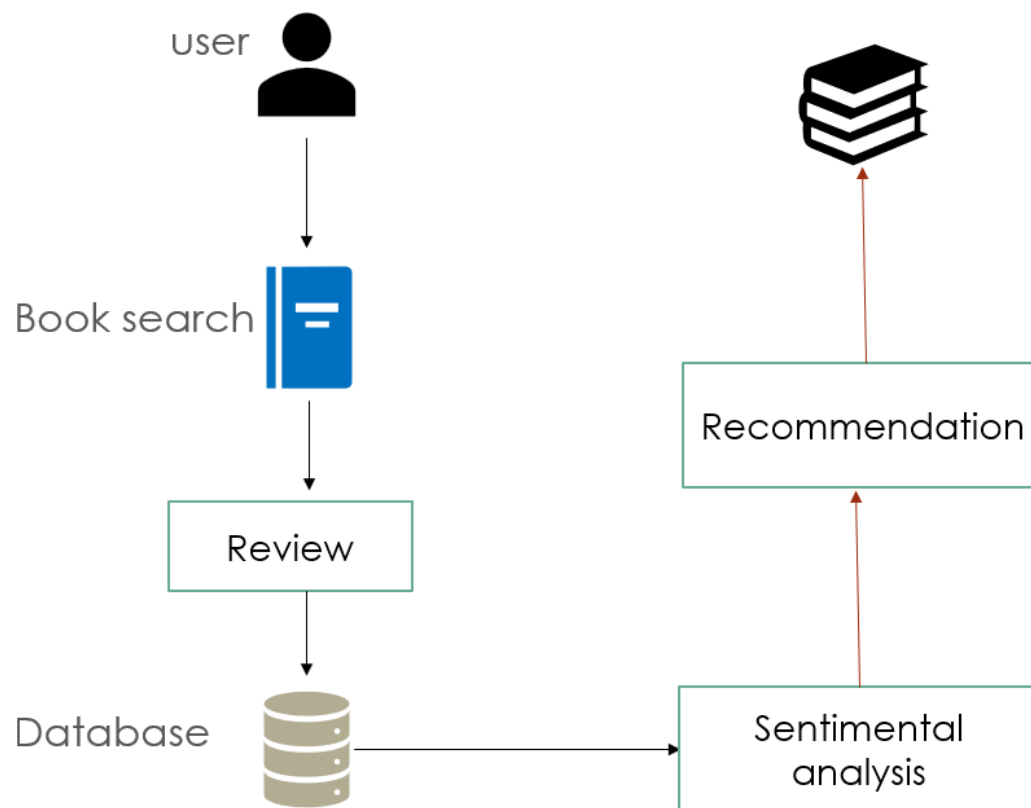 user
Book search
Review
Database
Sentimental
analysis
Recommendation